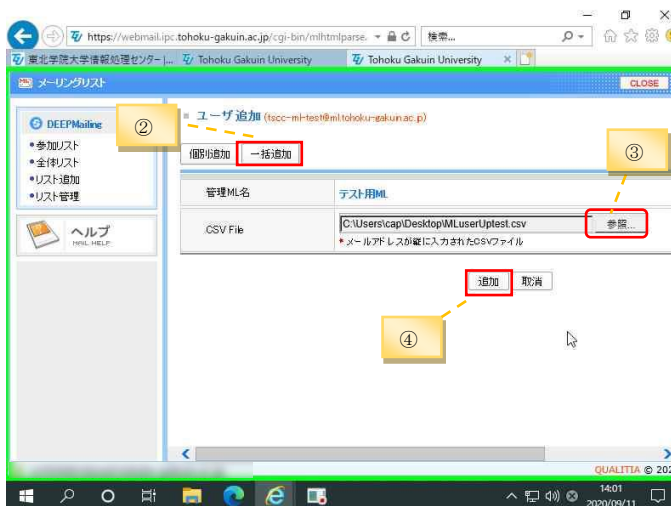 https://webmail.ipc.tohoku-gakuin.ac.jp/cgi-bin/mlhtmlparse.
検索...
東北学院大学情報処理センター |...
Tohoku Gakuin University
Tohoku Gakuin University
メーリングリスト
CLOSE
DEEPMailing
参加リスト
全体リスト
リスト追加
リスト管理
ヘルプ
MAIL HELP
②
ユーザ追加 (tscc-ml-test@ml.tohoku-gakuin.ac.jp)
個別追加
一括追加
③
管理ML名
テスト用ML
CSV File
C:\Users\cap\Desktop\MLuserUptest.csv
参照...
* メールアドレスが縦に入力されたCSVファイル
追加
取消
④
QUALITIA © 202
14:01
2020/09/11